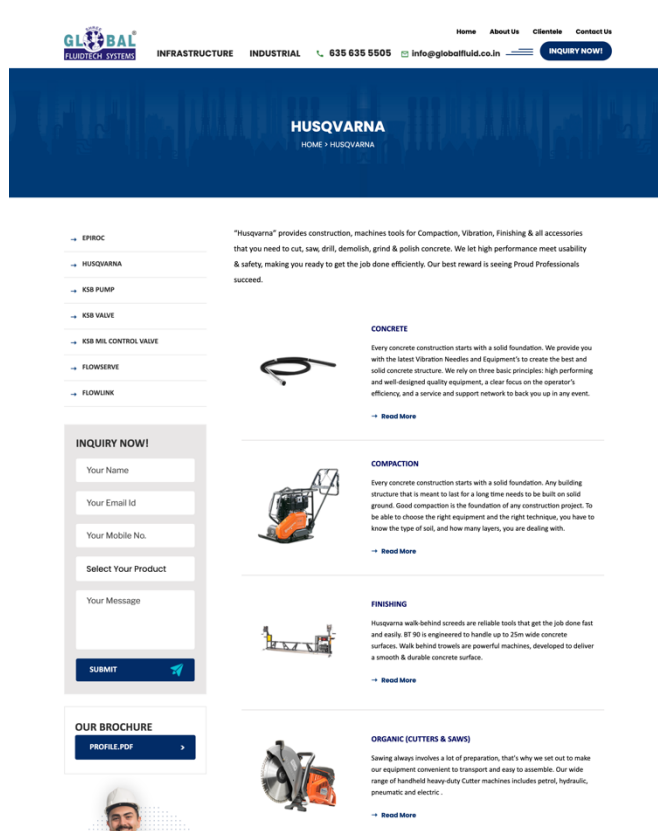 Home About Us Clientele Contact Us
SHREE
GLOBAL
FLUIDTECH SYSTEMS
INFRASTRUCTURE INDUSTRIAL 635 635 5505 info@globalfluid.co.in INQUIRY NOW!
HUSQVARNA
HOME > HUSQVARNA
→ EPIROC
→ HUSQVARNA
→ KSB PUMP
→ KSB VALVE
→ KSB MIL CONTROL VALVE
→ FLOWSERVE
→ FLOWLINK
INQUIRY NOW!
Your Name
Your Email Id
Your Mobile No.
Select Your Product
Your Message
SUBMIT
OUR BROCHURE
PROFILE.PDF >
"Husqvarna" provides construction, machines tools for Compaction, Vibration, Finishing & all accessories
that you need to cut, saw, drill, demolish, grind & polish concrete. We let high performance meet usability
& safety, making you ready to get the job done efficiently. Our best reward is seeing Proud Professionals
succeed.
CONCRETE
Every concrete construction starts with a solid foundation. We provide you
with the latest Vibration Needles and Equipment's to create the best and
solid concrete structure. We rely on three basic principles: high performing
and well-designed quality equipment, a clear focus on the operator's
efficiency, and a service and support network to back you up in any event.
→ Read More
COMPACTION
Every concrete construction starts with a solid foundation. Any building
structure that is meant to last for a long time needs to be built on solid
ground. Good compaction is the foundation of any construction project. To
be able to choose the right equipment and the right technique, you have to
know the type of soil, and how many layers, you are dealing with.
→ Read More
FINISHING
Husqvarna walk-behind screeds are reliable tools that get the job done fast
and easily. BT 90 is engineered to handle up to 25m wide concrete
surfaces. Walk behind trowels are powerful machines, developed to deliver
a smooth & durable concrete surface.
→ Read More
ORGANIC (CUTTERS & SAWS)
Sawing always involves a lot of preparation, that's why we set out to make
our equipment convenient to transport and easy to assemble. Our wide
range of handheld heavy-duty Cutter machines includes petrol, hydraulic,
pneumatic and electric .
→ Read More